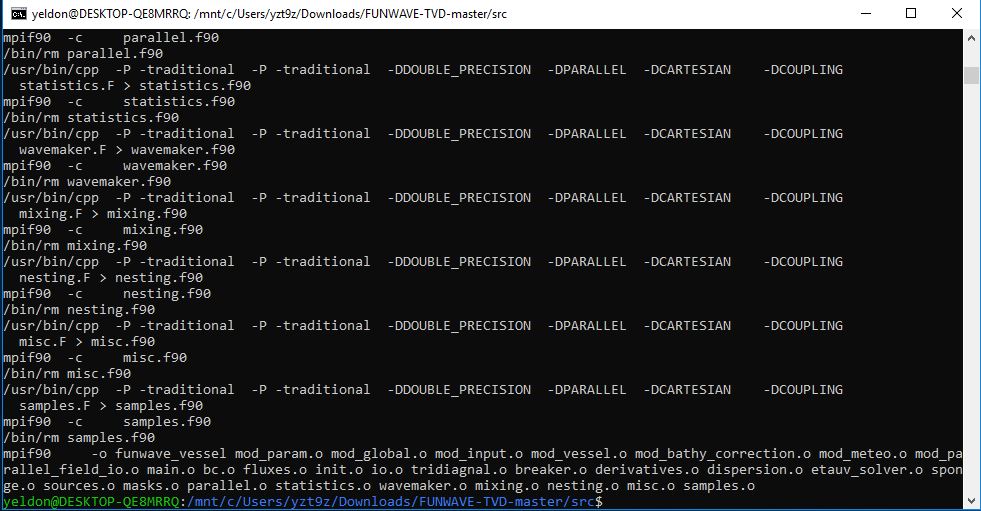 yeldon@DESKTOP-QE8MRRQ: /mnt/c/Users/yzt9z/Downloads/FUNWAVE-TVD-master/src
mpif90  -c     parallel.f90
/bin/rm parallel.f90
/usr/bin/cpp  -P -traditional  -P -traditional  -DDOUBLE_PRECISION  -DPARALLEL  -DCARTESIAN    -DCOUPLING
  statistics.F > statistics.f90
mpif90  -c     statistics.f90
/bin/rm statistics.f90
/usr/bin/cpp  -P -traditional  -P -traditional  -DDOUBLE_PRECISION  -DPARALLEL  -DCARTESIAN    -DCOUPLING
  wavemaker.F > wavemaker.f90
mpif90  -c     wavemaker.f90
/bin/rm wavemaker.f90
/usr/bin/cpp  -P -traditional  -P -traditional  -DDOUBLE_PRECISION  -DPARALLEL  -DCARTESIAN    -DCOUPLING
  mixing.F > mixing.f90
mpif90  -c     mixing.f90
/bin/rm mixing.f90
/usr/bin/cpp  -P -traditional  -P -traditional  -DDOUBLE_PRECISION  -DPARALLEL  -DCARTESIAN    -DCOUPLING
  nesting.F > nesting.f90
mpif90  -c     nesting.f90
/bin/rm nesting.f90
/usr/bin/cpp  -P -traditional  -P -traditional  -DDOUBLE_PRECISION  -DPARALLEL  -DCARTESIAN    -DCOUPLING
  misc.F > misc.f90
mpif90  -c     misc.f90
/bin/rm misc.f90
/usr/bin/cpp  -P -traditional  -P -traditional  -DDOUBLE_PRECISION  -DPARALLEL  -DCARTESIAN    -DCOUPLING
  samples.F > samples.f90
mpif90  -c     samples.f90
/bin/rm samples.f90
mpif90     -o funwave_vessel mod_param.o mod_global.o mod_input.o mod_vessel.o mod_bathy_correction.o mod_meteo.o mod_pa
rallel_field_io.o main.o bc.o fluxes.o init.o io.o tridiagnal.o breaker.o derivatives.o dispersion.o etauv_solver.o spon
ge.o sources.o masks.o parallel.o statistics.o wavemaker.o mixing.o nesting.o misc.o samples.o
yeldon@DESKTOP-QE8MRRQ:/mnt/c/Users/yzt9z/Downloads/FUNWAVE-TVD-master/src$